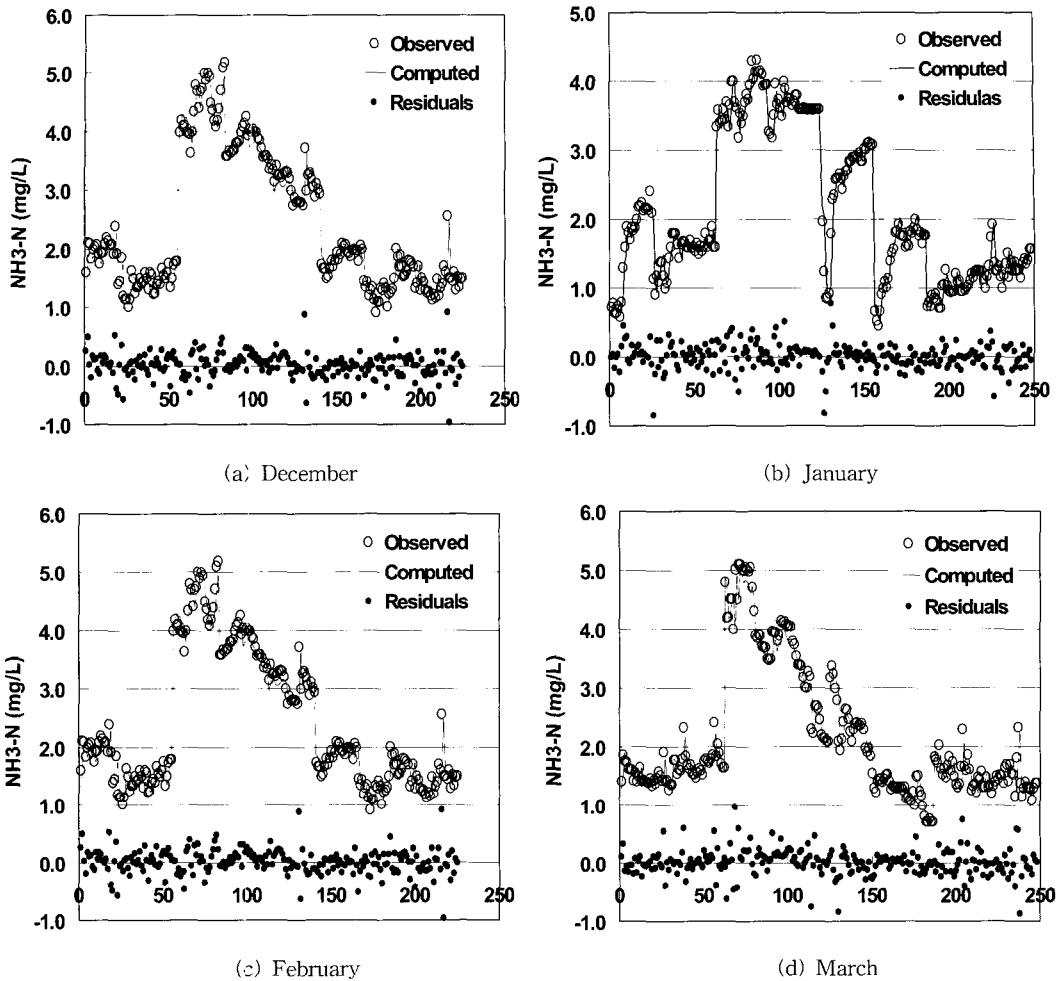 6.0
5.0
4.0
3.0
2.0
1.0
0.0
-1.0
NH3-N (mg/L)
Observed
Computed
Residuals
0 50 100 150 200 250
(a) December
5.0
4.0
3.0
2.0
1.0
0.0
-1.0
NH3-N (mg/L)
Observed
Computed
Residulas
0 50 100 150 200 250
(b) January
6.0
5.0
4.0
3.0
2.0
1.0
0.0
-1.0
NH3-N (mg/L)
Observed
Computed
Residuals
0 50 100 150 200 250
(c) February
6.0
5.0
4.0
3.0
2.0
1.0
0.0
-1.0
NH3-N (mg/L)
Observed
Computed
Residuals
0 50 100 150 200 250
(d) March